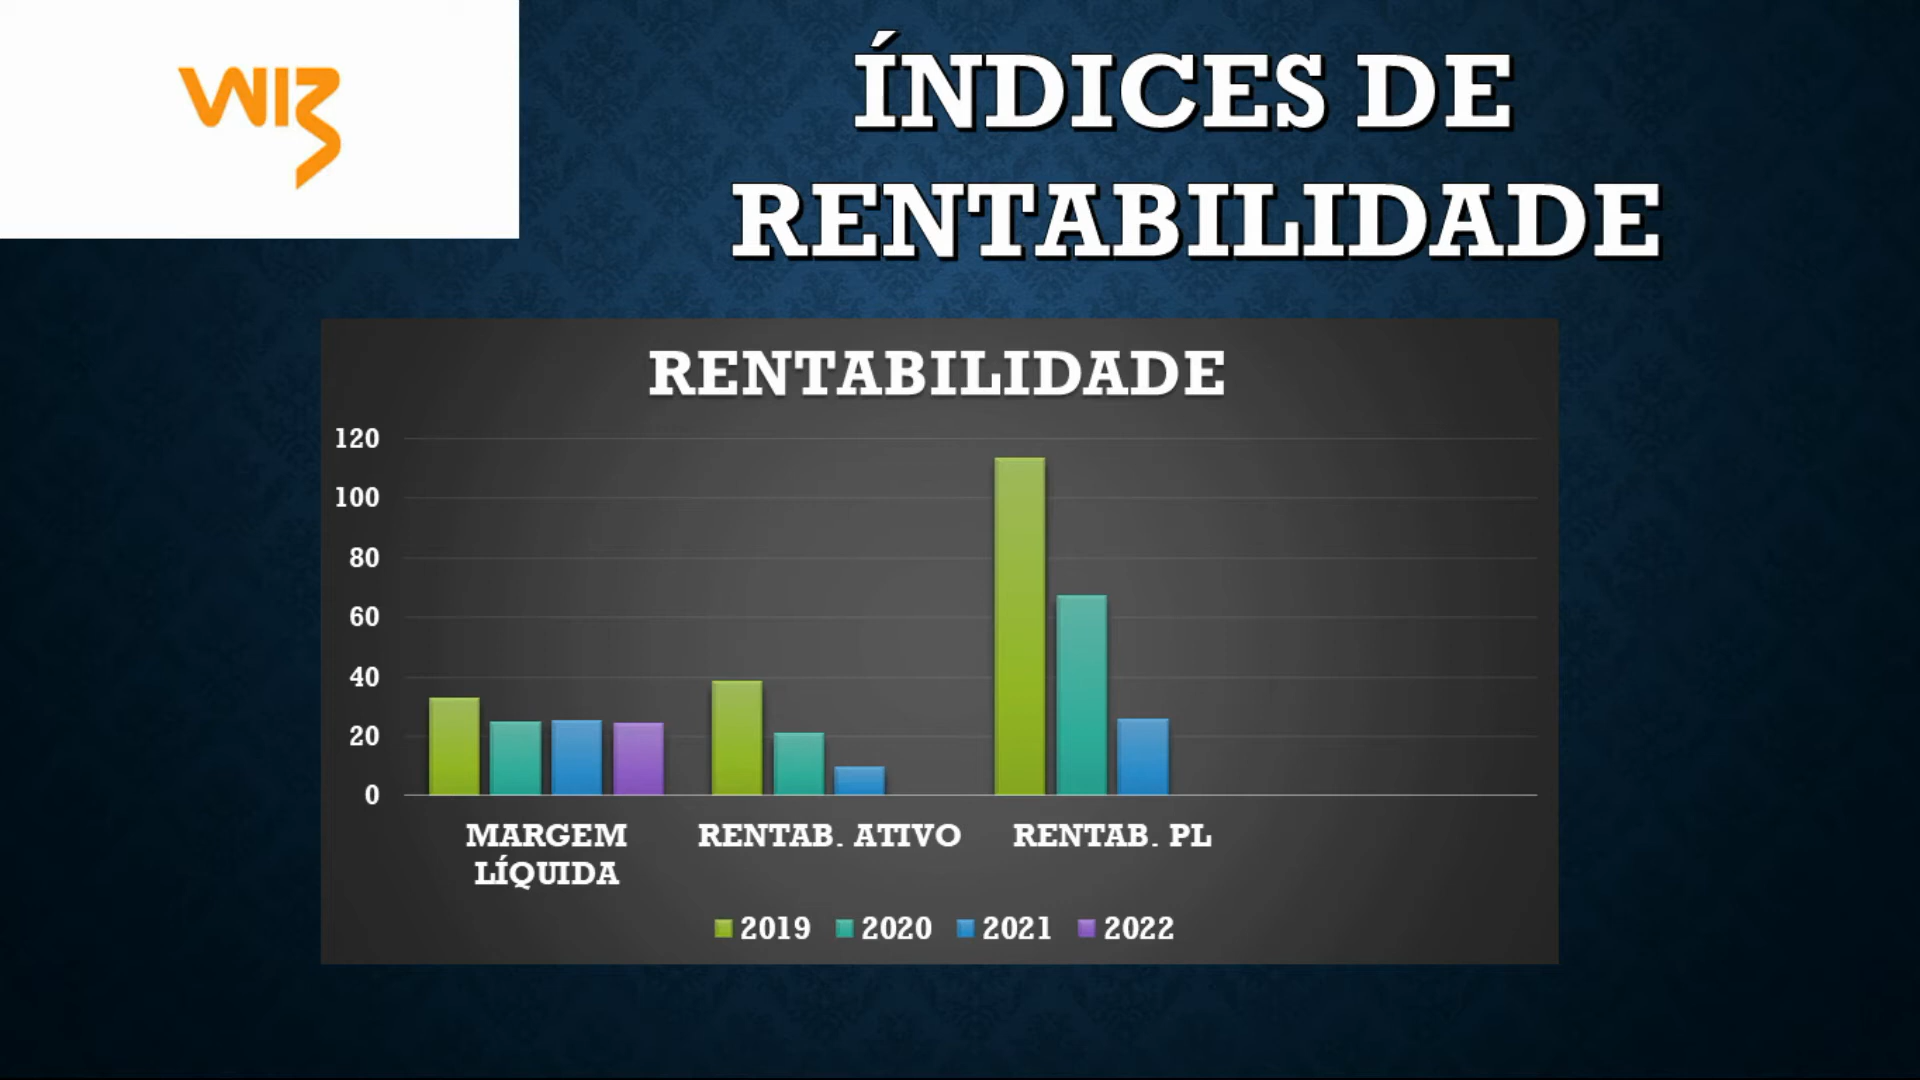 WIZ
ÍNDICES DE
RENTABILIDADE
RENTABILIDADE
120
100
80
60
40
20
0
MARGEM
LÍQUIDA
RENTAB. ATIVO
RENTAB. PL
2019 2020 2021 2022